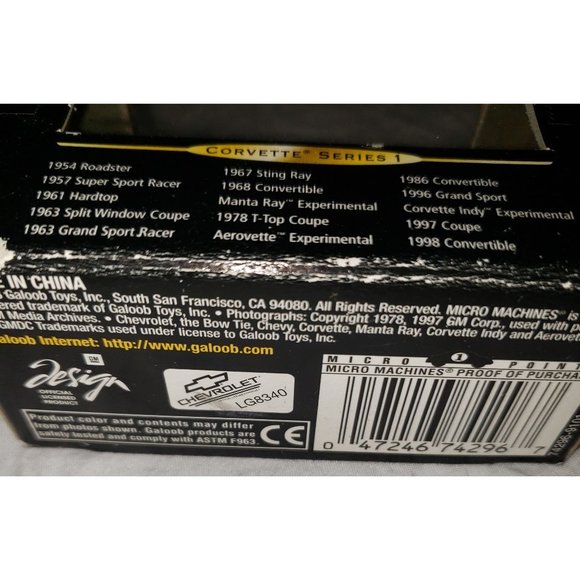 CORVETTE® SERIES 1
1954 Roadster
1957 Super Sport Racer
1961 Hardtop
1963 Split Window Coupe
1963 Grand Sport Racer
1967 Sting Ray
1968 Convertible
Manta Ray™ Experimental
1978 T-Top Coupe
Aerovette™ Experimental
1986 Convertible
1996 Grand Sport
Corvette Indy™ Experimental
1997 Coupe
1998 Convertible
E IN CHINA
Galoob Toys, Inc., South San Francisco, CA 94080. All Rights Reserved. MICRO MACHINES® is
ered trademark of Galoob Toys, Inc. • Photographs: Copyright 1978, 1997 GM Corp., used with p
Media Archives. • Chevrolet, the Bow Tie, Chevy, Corvette, Manta Ray, Corvette Indy and Aerovett
GMDC Trademarks used under license to Galoob Toys, Inc.
aloob Internet: http://www.galoob.com
GM
Design
OFFICIAL
LICENSED
PRODUCT
CHEVROLET
LG8340
Product color and contents may differ
from photos shown. Galoob products are
safely tested and comply with ASTM F963.
CE
MICRO 1 POINT
MICRO MACHINES® PROOF OF PURCHA
0 47246 74296 7